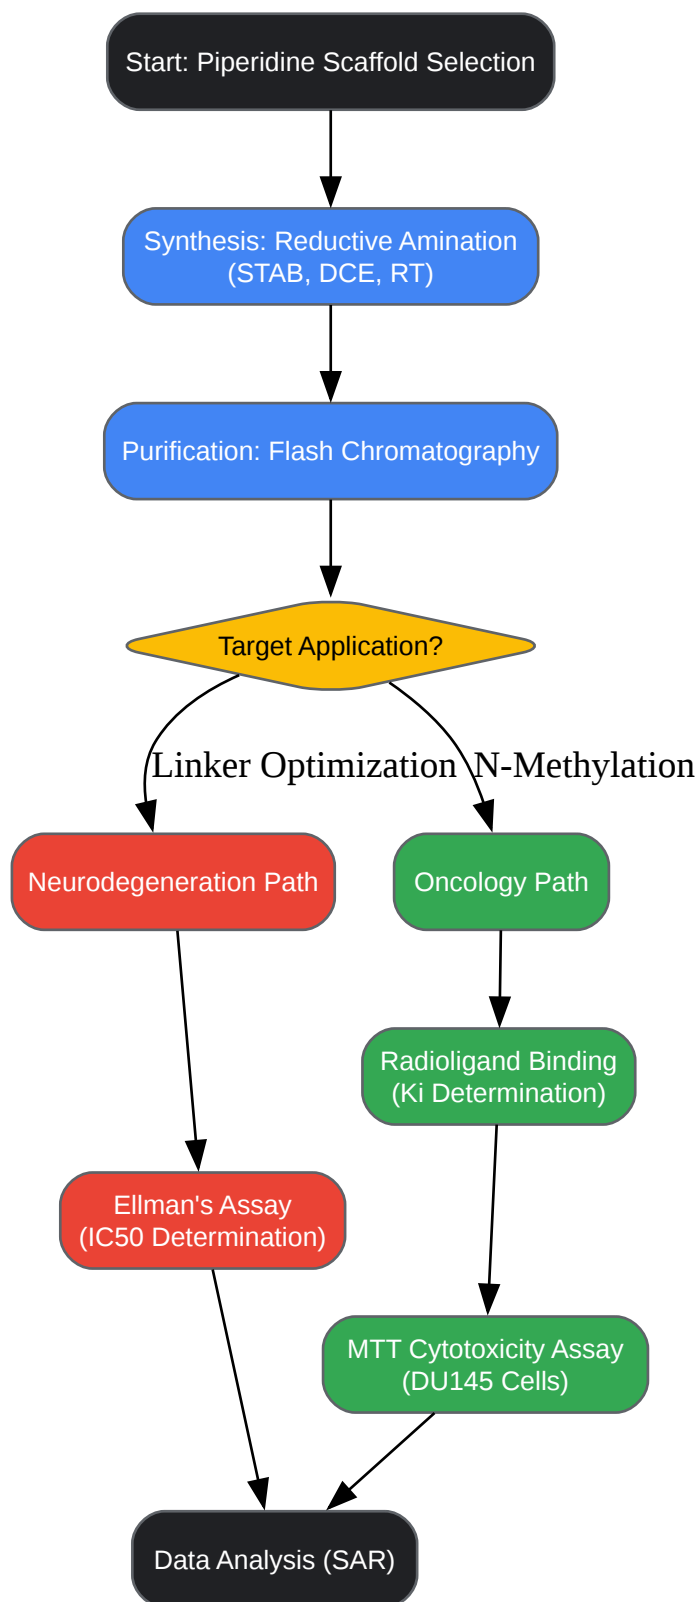 Start: Piperidine Scaffold Selection
Synthesis: Reductive Amination
(STAB, DCE, RT)
Purification: Flash Chromatography
Target Application?
Linker Optimization
N-Methylation
Neurodegeneration Path
Oncology Path
Radioligand Binding
(Ki Determination)
Ellman's Assay
(IC50 Determination)
MTT Cytotoxicity Assay
(DU145 Cells)
Data Analysis (SAR)